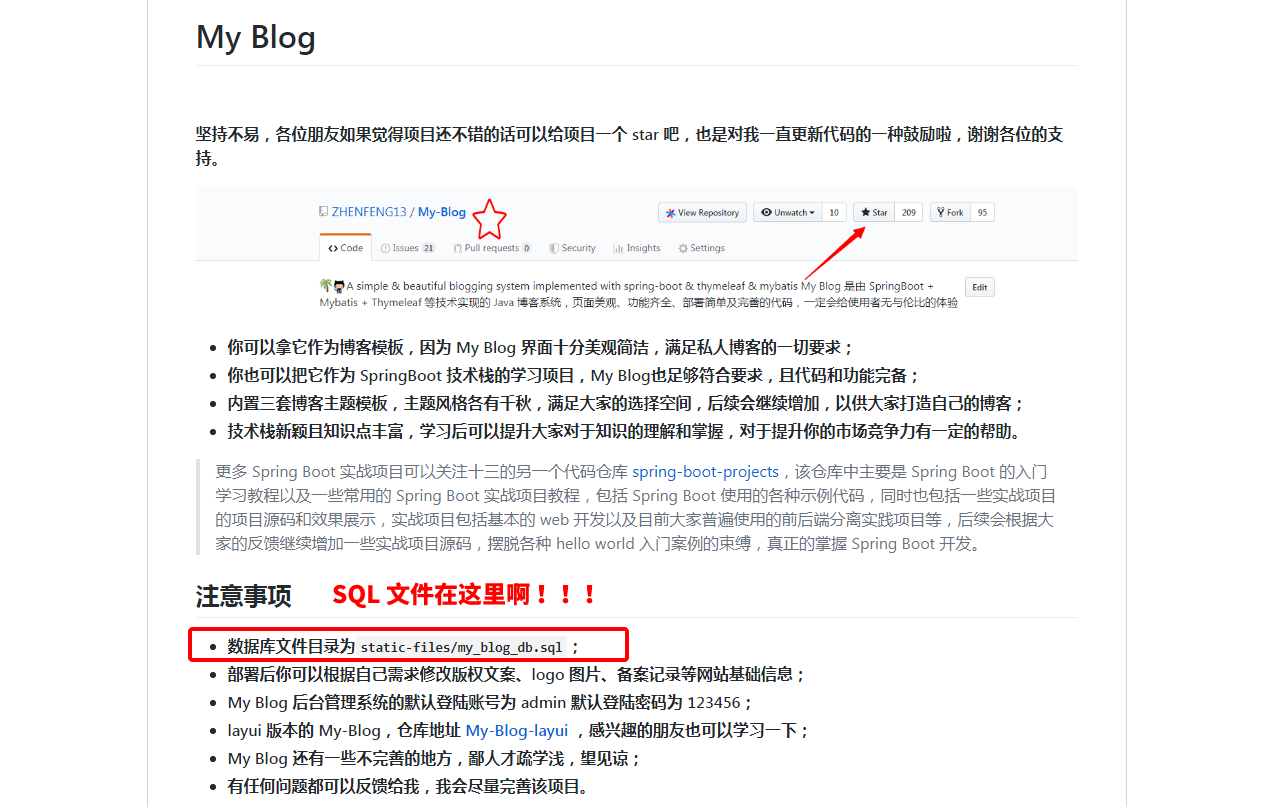 My Blog
坚持不易，各位朋友如果觉得项目还不错的话可以给项目一个 star 吧，也是对我一直更新代码的一种鼓励啦，谢谢各位的支
持。
ZHENFENG13 / My-Blog
View Repository Unwatch 10 Star 209 Fork 95
Code Issues 21 Pull requests 0 Security Insights Settings
A simple & beautiful blogging system implemented with spring-boot & thymeleaf & mybatis My Blog 是由 SpringBoot + Edit
Mybatis + Thymeleaf 等技术实现的 Java 博客系统，页面美观、功能齐全、部署简单及完善的代码，一定会给使用者无与伦比的体验
• 你可以拿它作为博客模板，因为 My Blog 界面十分美观简洁，满足私人博客的一切要求；
• 你也可以把它作为 SpringBoot 技术栈的学习项目，My Blog也足够符合要求，且代码和功能完备；
• 内置三套博客主题模板，主题风格各有千秋，满足大家的选择空间，后续会继续增加，以供大家打造自己的博客；
• 技术栈新颖且知识点丰富，学习后可以提升大家对于知识的理解和掌握，对于提升你的市场竞争力有一定的帮助。
更多 Spring Boot 实战项目可以关注十三的另一个代码仓库 spring-boot-projects，该仓库中主要是 Spring Boot 的入门
学习教程以及一些常用的 Spring Boot 实战项目教程，包括 Spring Boot 使用的各种示例代码，同时也包括一些实战项目
的项目源码和效果展示，实战项目包括基本的 web 开发以及目前大家普遍使用的前后端分离实践项目等，后续会根据大
家的反馈继续增加一些实战项目源码，摆脱各种 hello world 入门案例的束缚，真正的掌握 Spring Boot 开发。
注意事项 SQL 文件在这里啊！！！
• 数据库文件目录为 static-files/my_blog_db.sql ；
• 部署后你可以根据自己需求修改版权文案、logo 图片、备案记录等网站基础信息；
• My Blog 后台管理系统的默认登陆账号为 admin 默认登陆密码为 123456；
• layui 版本的 My-Blog，仓库地址 My-Blog-layui ，感兴趣的朋友也可以学习一下；
• My Blog 还有一些不完善的地方，鄙人才疏学浅，望见谅；
• 有任何问题都可以反馈给我，我会尽量完善该项目。